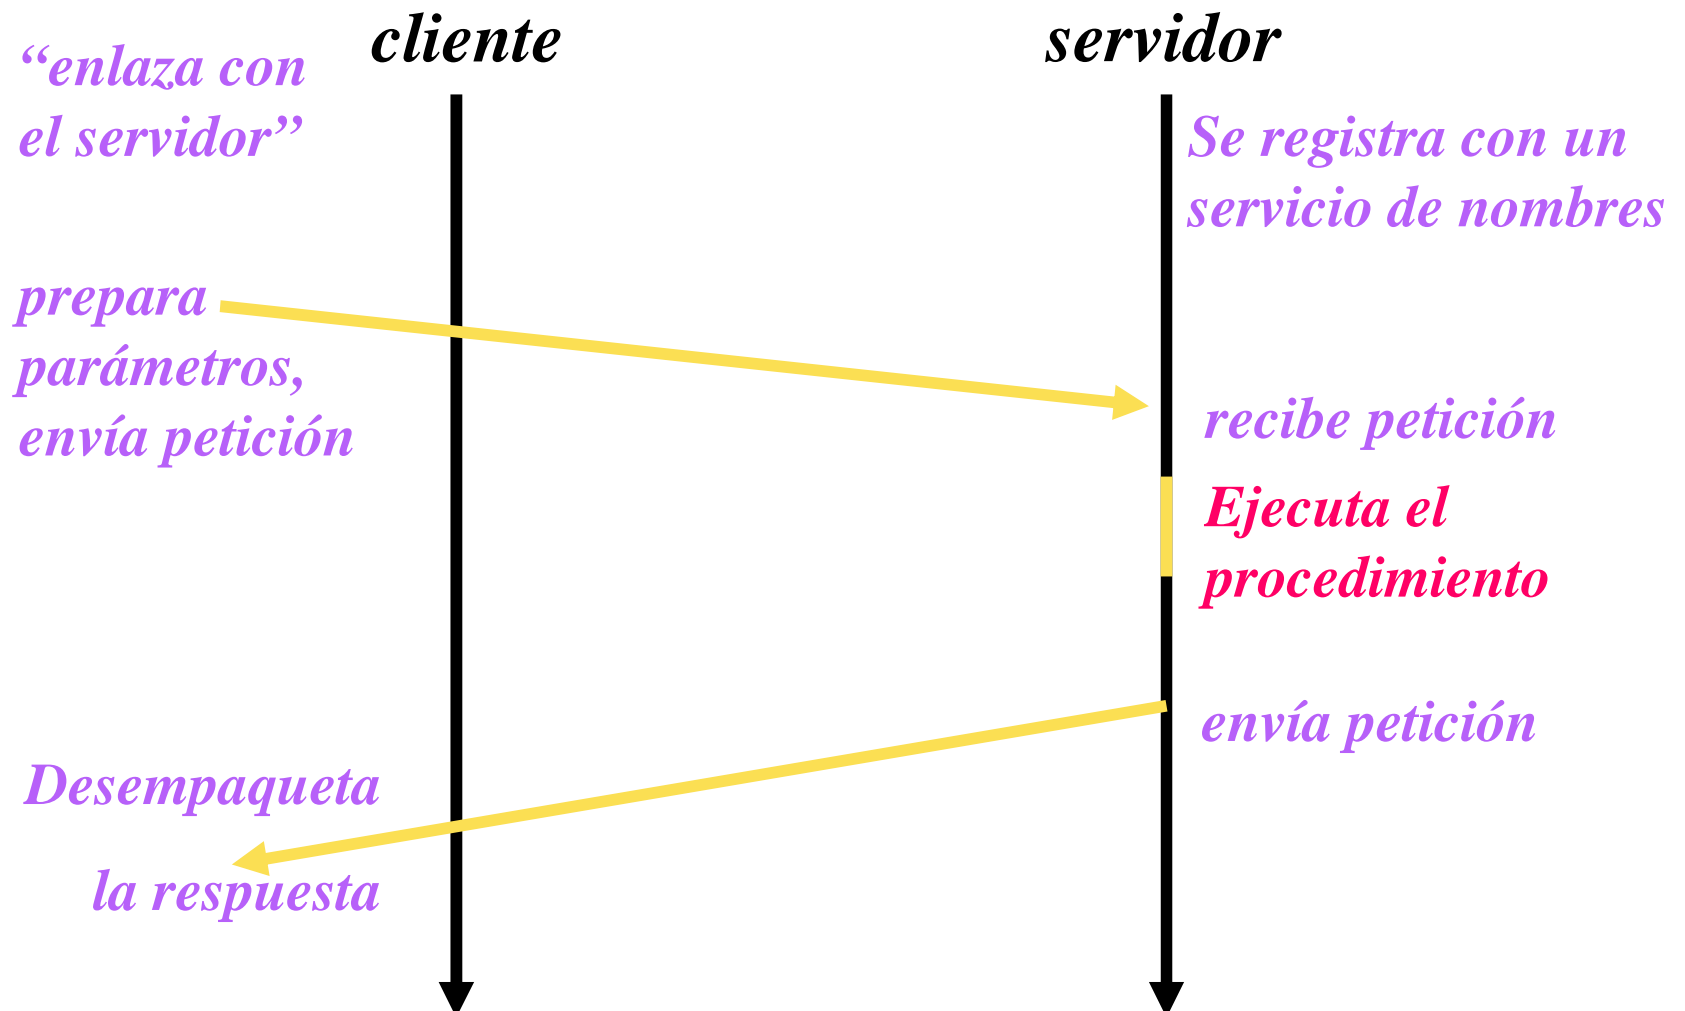 cliente
servidor
“enlaza con
el servidor”
Se registra con un
servicio de nombres
prepara
parámetros,
envía petición
recibe petición
Ejecuta el
procedimiento
envía petición
Desempaqueta
la respuesta